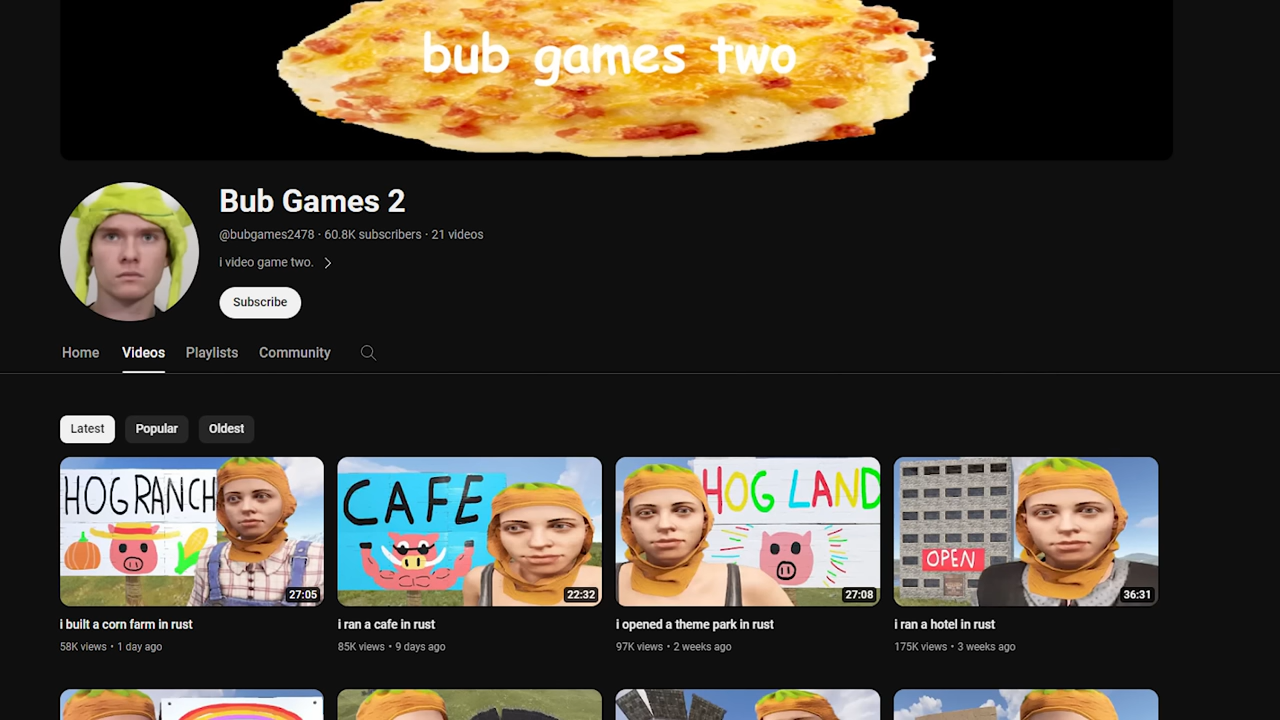 bub games two
Bub Games 2
@bubgames2478 · 60.8K subscribers · 21 videos
i video game two.
Subscribe
Home Videos Playlists Community
Latest Popular Oldest
HOG RANCH
27:05
CAFE
22:32
HOG LAND
27:08
OPEN
36:31
i built a corn farm in rust
58K views • 1 day ago
i ran a cafe in rust
85K views • 9 days ago
i opened a theme park in rust
97K views • 2 weeks ago
i ran a hotel in rust
175K views • 3 weeks ago